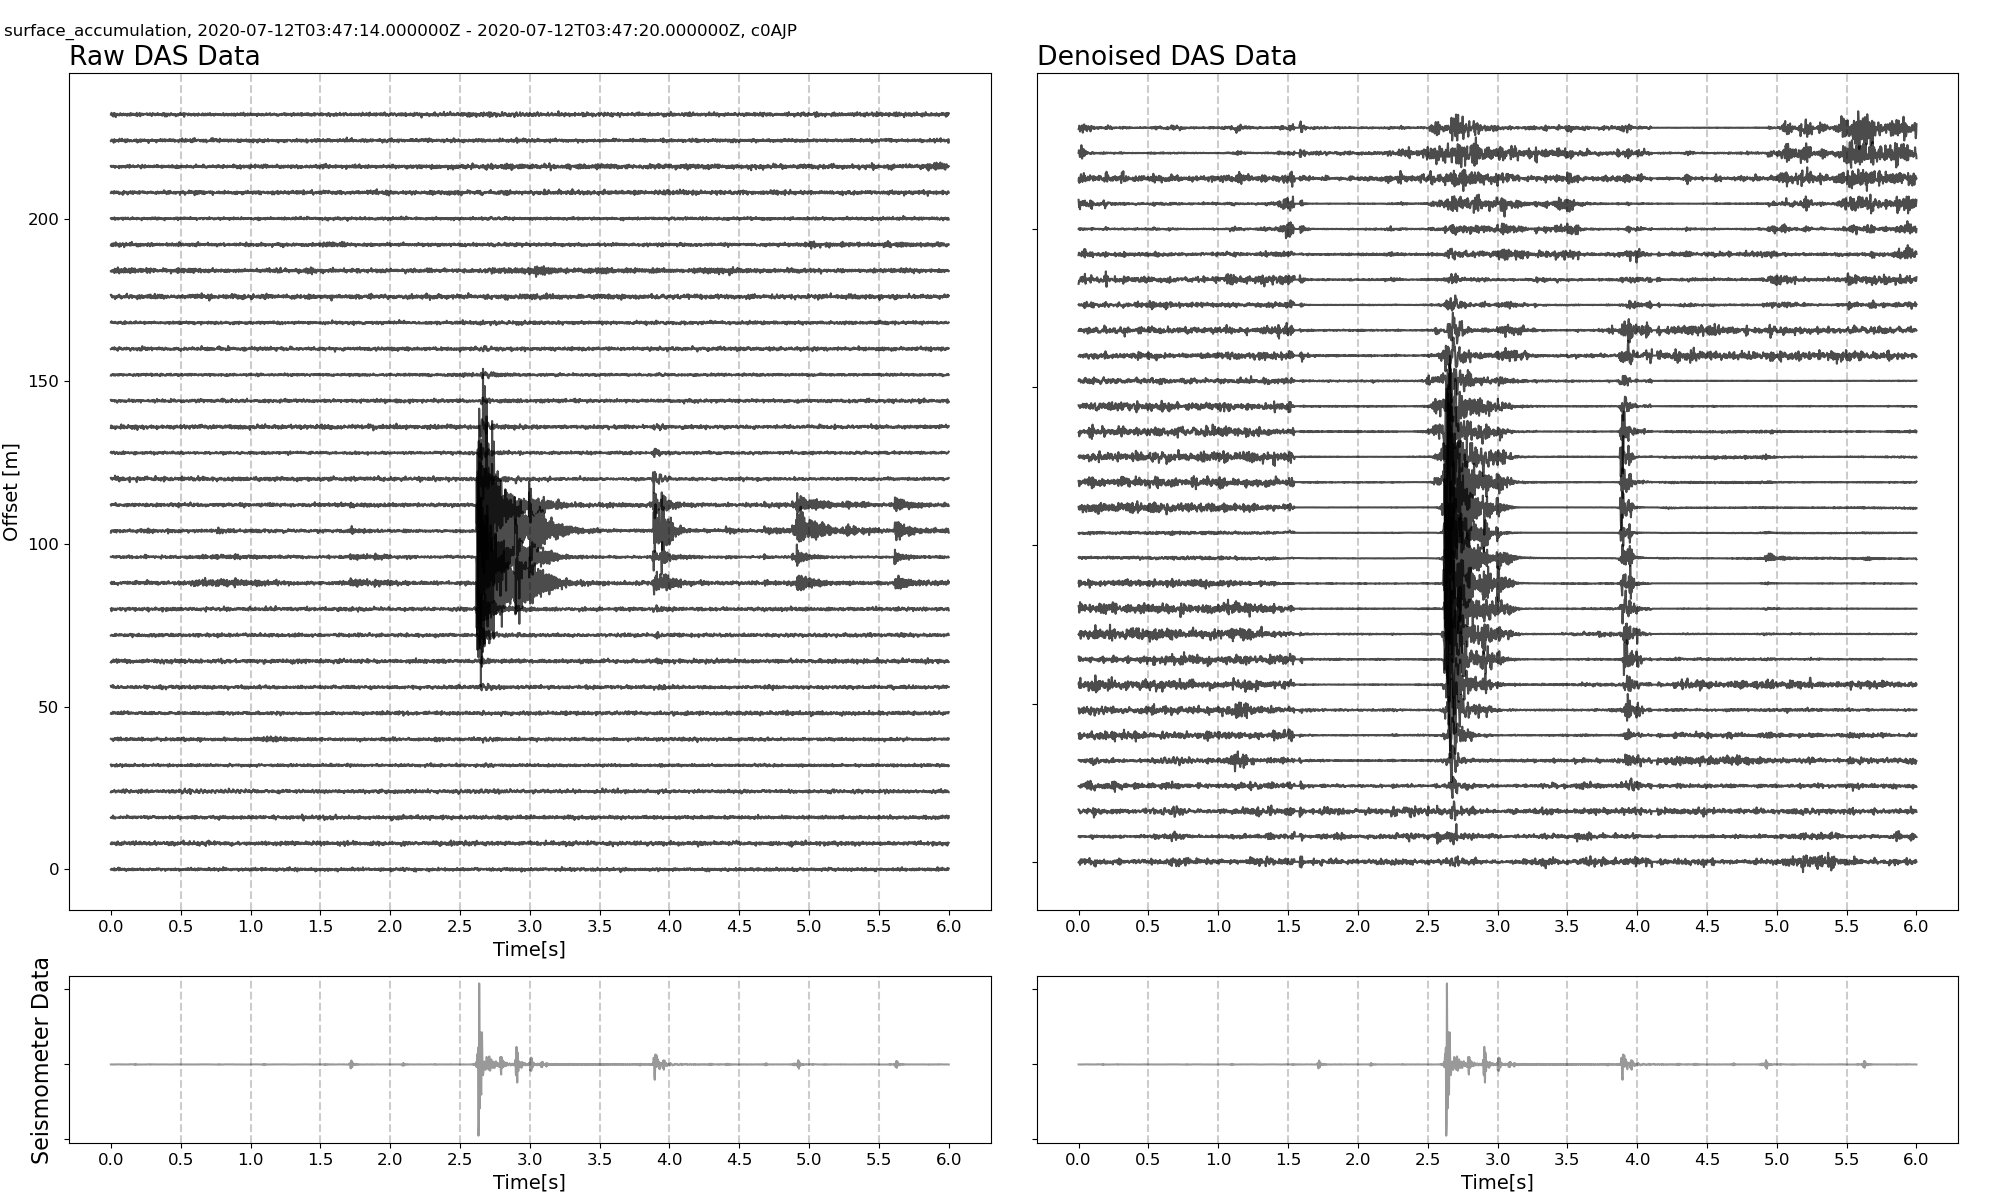 surface_accumulation, 2020-07-12T03:47:14.000000Z - 2020-07-12T03:47:20.000000Z, c0AJP
Raw DAS Data
Denoised DAS Data
Offset [m]
200
150
100
50
0
0.0 0.5 1.0 1.5 2.0 2.5 3.0 3.5 4.0 4.5 5.0 5.5 6.0
Time[s]
0.0 0.5 1.0 1.5 2.0 2.5 3.0 3.5 4.0 4.5 5.0 5.5 6.0
Seismometer Data
0.0 0.5 1.0 1.5 2.0 2.5 3.0 3.5 4.0 4.5 5.0 5.5 6.0
Time[s]
0.0 0.5 1.0 1.5 2.0 2.5 3.0 3.5 4.0 4.5 5.0 5.5 6.0
Time[s]